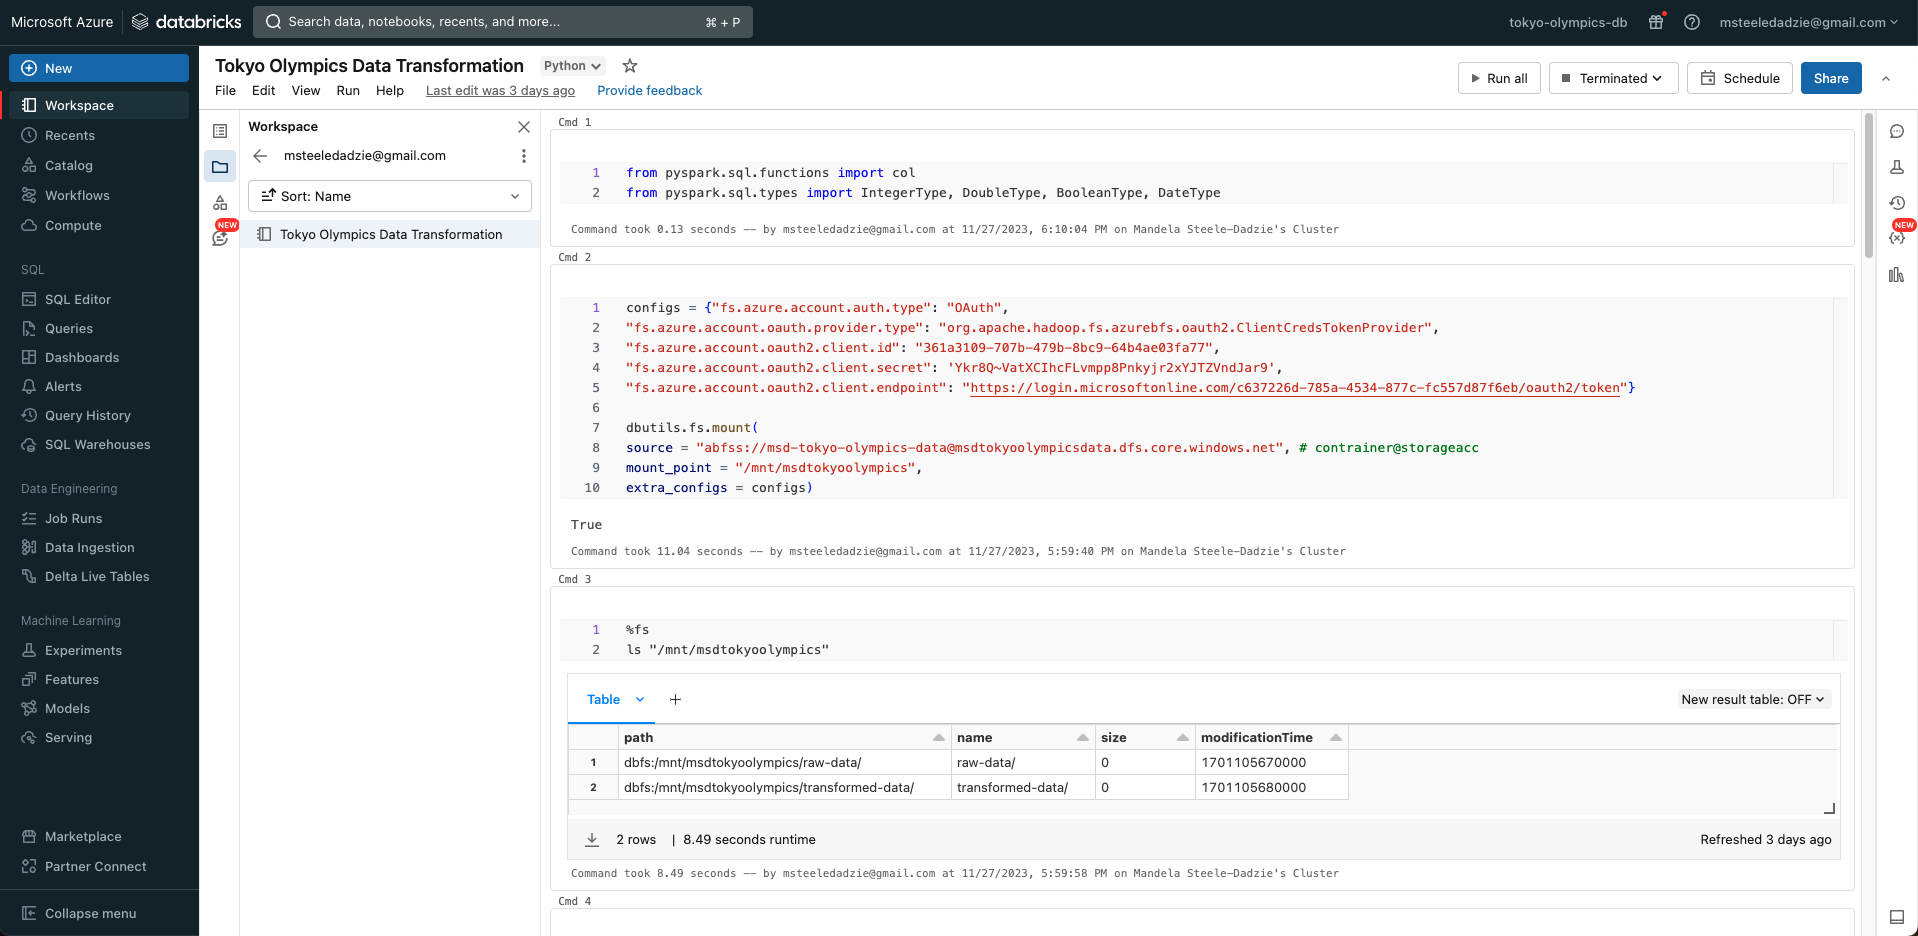 Microsoft Azure databricks Search data, notebooks, recents, and more... ⌘ + P tokyo-olympics-db msteeledadzie@gmail.com
New
Workspace
Recents
Catalog
Workflows
Compute
SQL
SQL Editor
Queries
Dashboards
Alerts
Query History
SQL Warehouses
Data Engineering
Job Runs
Data Ingestion
Delta Live Tables
Machine Learning
Experiments
Features
Models
Serving
Marketplace
Partner Connect
Collapse menu
Tokyo Olympics Data Transformation Python
File Edit View Run Help Last edit was 3 days ago Provide feedback
Run all Terminated Schedule Share
NEW
Workspace
msteeledadzie@gmail.com
Sort: Name
Tokyo Olympics Data Transformation
Cmd 1
1 from pyspark.sql.functions import col
2 from pyspark.sql.types import IntegerType, DoubleType, BooleanType, DateType
Command took 0.13 seconds -- by msteeledadzie@gmail.com at 11/27/2023, 6:10:04 PM on Mandela Steele-Dadzie's Cluster
Cmd 2
1 configs = {"fs.azure.account.auth.type": "OAuth",
2 "fs.azure.account.oauth.provider.type": "org.apache.hadoop.fs.azurebfs.oauth2.ClientCredsTokenProvider",
3 "fs.azure.account.oauth2.client.id": "361a3109-707b-479b-8bc9-64b4ae03fa77",
4 "fs.azure.account.oauth2.client.secret": 'Ykr8Q~VatXCIhcFLvmpp8Pnkyjr2xYJTZVndJar9',
5 "fs.azure.account.oauth2.client.endpoint": "https://login.microsoftonline.com/c637226d-785a-4534-877c-fc557d87f6eb/oauth2/token"}
6
7 dbutils.fs.mount(
8 source = "abfss://msd-tokyo-olympics-data@msdtokyoolympicsdata.dfs.core.windows.net", # contrainer@storageacc
9 mount_point = "/mnt/msdtokyoolympics",
10 extra_configs = configs)
True
Command took 11.04 seconds -- by msteeledadzie@gmail.com at 11/27/2023, 5:59:40 PM on Mandela Steele-Dadzie's Cluster
Cmd 3
1 %fs
2 ls "/mnt/msdtokyoolympics"
Table + New result table: OFF
path name size modificationTime
1 dbfs:/mnt/msdtokyoolympics/raw-data/ raw-data/ 0 1701105670000
2 dbfs:/mnt/msdtokyoolympics/transformed-data/ transformed-data/ 0 1701105680000
2 rows | 8.49 seconds runtime Refreshed 3 days ago
Command took 8.49 seconds -- by msteeledadzie@gmail.com at 11/27/2023, 5:59:58 PM on Mandela Steele-Dadzie's Cluster
Cmd 4
NEW